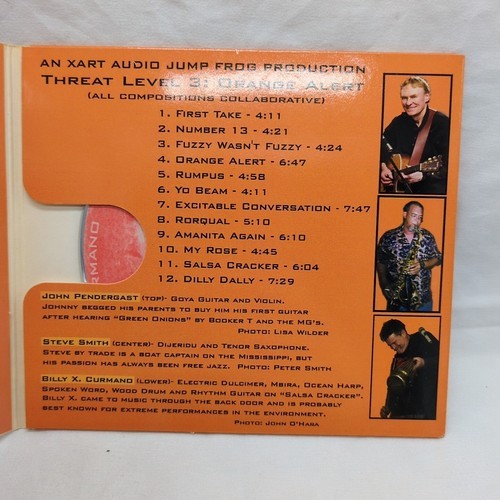 AN XART AUDIO JUMP FROG PRODUCTION
THREAT LEVEL 3: ORANGE ALERT
(ALL COMPOSITIONS COLLABORATIVE)
1. FIRST TAKE - 4:11
2. NUMBER 13 - 4:21
3. FUZZY WASN'T FUZZY - 4:24
4. ORANGE ALERT - 6:47
5. RUMPUS - 4:58
6. YO BEAM - 4:11
7. EXCITABLE CONVERSATION - 7:47
8. RORQUAL - 5:10
9. AMANITA AGAIN - 6:10
10. MY ROSE - 4:45
11. SALSA CRACKER - 6:04
12. DILLY DALLY - 7:29
URMAND
JOHN PENDERGAST (TOP)- GOYA GUITAR AND VIOLIN.
JOHNNY BEGGED HIS PARENTS TO BUY HIM HIS FIRST GUITAR
AFTER HEARING "GREEN ONIONS" BY BOOKER T AND THE MG'S.
PHOTO: LISA WILDER
STEVE SMITH (CENTER)- DIJERIDU AND TENOR SAXOPHONE.
STEVE BY TRADE IS A BOAT CAPTAIN ON THE MISSISSIPPI, BUT
HIS PASSION HAS ALWAYS BEEN FREE JAZZ. PHOTO: PETER SMITH
BILLY X. CURMANO (LOWER)- ELECTRIC DULCIMER, MBIRA, OCEAN HARP,
SPOKEN WORD, WOOD DRUM AND RHYTHM GUITAR ON "SALSA CRACKER".
BILLY X. CAME TO MUSIC THROUGH THE BACK DOOR AND IS PROBABLY
BEST KNOWN FOR EXTREME PERFORMANCES IN THE ENVIRONMENT.
PHOTO: JOHN O'HARA